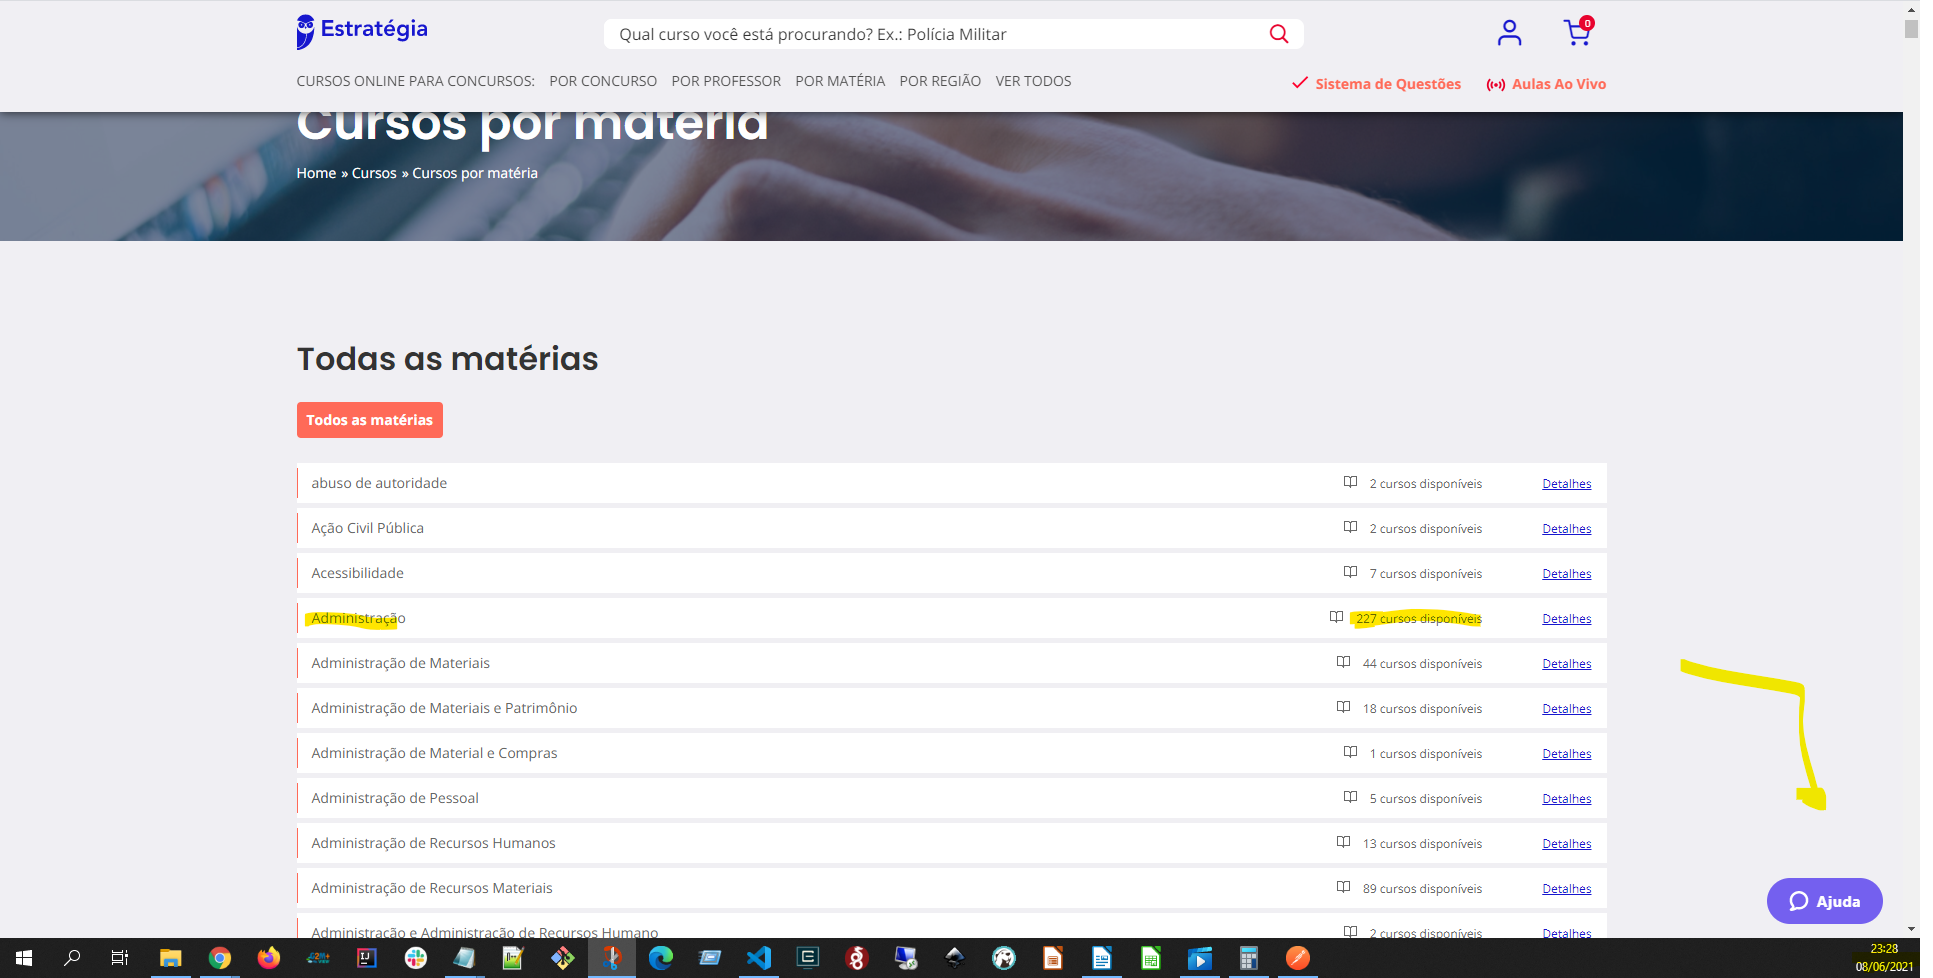 Estratégia
Qual curso você está procurando? Ex.: Polícia Militar
0
CURSOS ONLINE PARA CONCURSOS: POR CONCURSO POR PROFESSOR POR MATÉRIA POR REGIÃO VER TODOS
Sistema de Questões
Aulas Ao Vivo
Cursos por matéria
Home » Cursos » Cursos por matéria
Todas as matérias
Todos as matérias
abuso de autoridade 2 cursos disponíveis Detalhes
Ação Civil Pública 2 cursos disponíveis Detalhes
Acessibilidade 7 cursos disponíveis Detalhes
Administração 227 cursos disponíveis Detalhes
Administração de Materiais 44 cursos disponíveis Detalhes
Administração de Materiais e Patrimônio 18 cursos disponíveis Detalhes
Administração de Material e Compras 1 cursos disponíveis Detalhes
Administração de Pessoal 5 cursos disponíveis Detalhes
Administração de Recursos Humanos 13 cursos disponíveis Detalhes
Administração de Recursos Materiais 89 cursos disponíveis Detalhes
Administração e Administração de Recursos Humano 2 cursos disponíveis Detalhes
Ajuda
23:28
08/06/2021